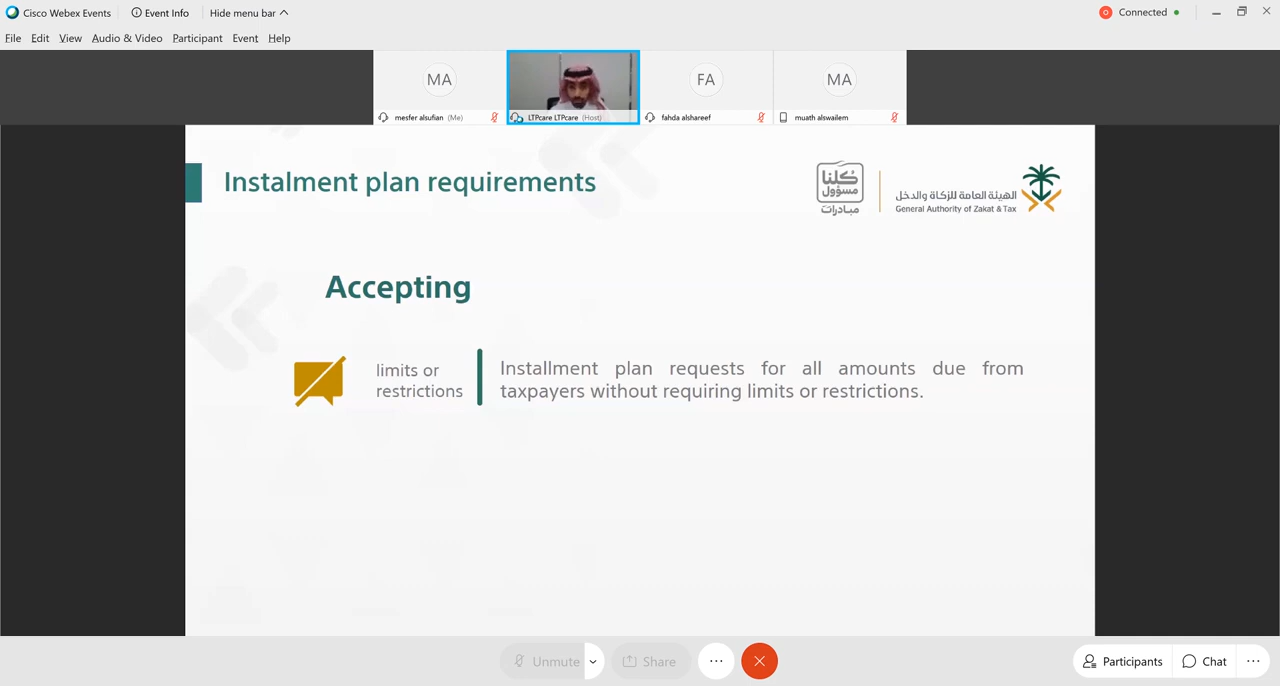 Cisco Webex Events
Event Info
Hide menu bar
Connected
File Edit View Audio & Video Participant Event Help
MA
FA
MA
mesfer alsufian (Me)
LTPcare LTPcare (Host)
fahda alshareef
muath alswailem
Instalment plan requirements
كلنا
مسؤول
مبادرات
الهيئة العامة للزكاة والدخل
General Authority of Zakat & Tax
Accepting
limits or
restrictions
Installment plan requests for all amounts due from
taxpayers without requiring limits or restrictions.
Unmute
Share
Participants
Chat